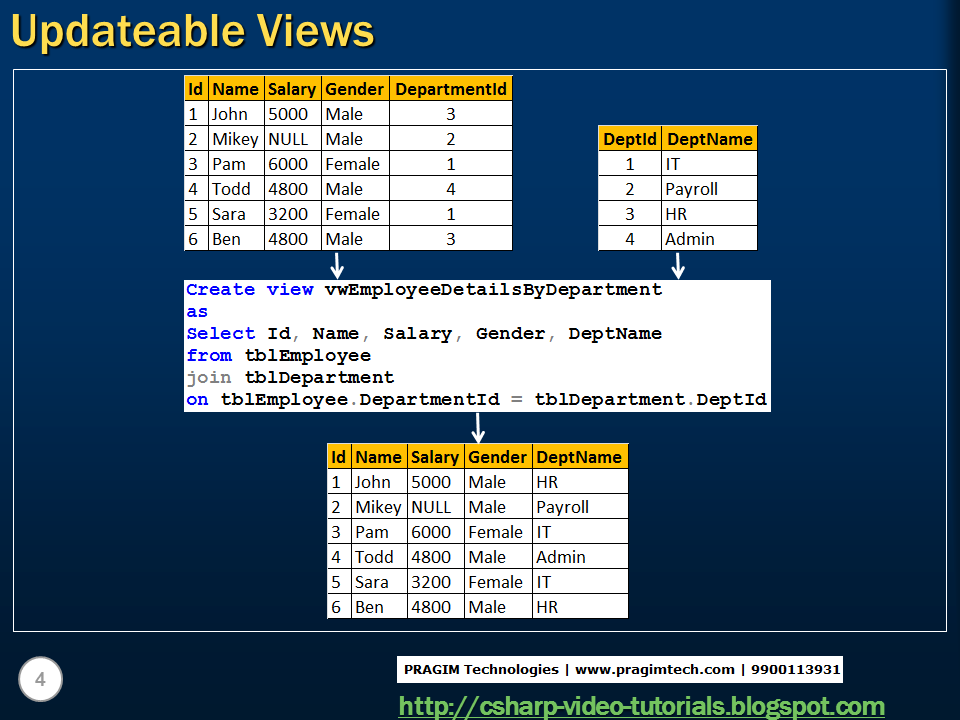 Updateable Views
Id Name Salary Gender DepartmentId
1 John 5000 Male 3
2 Mikey NULL Male 2
3 Pam 6000 Female 1
4 Todd 4800 Male 4
5 Sara 3200 Female 1
6 Ben 4800 Male 3
DeptId DeptName
1 IT
2 Payroll
3 HR
4 Admin
Create view vwEmployeeDetailsByDepartment
as
Select Id, Name, Salary, Gender, DeptName
from tblEmployee
join tblDepartment
on tblEmployee.DepartmentId = tblDepartment.DeptId
Id Name Salary Gender DeptName
1 John 5000 Male HR
2 Mikey NULL Male Payroll
3 Pam 6000 Female IT
4 Todd 4800 Male Admin
5 Sara 3200 Female IT
6 Ben 4800 Male HR
4
PRAGIM Technologies | www.pragimtech.com | 9900113931
http://csharp-video-tutorials.blogspot.com